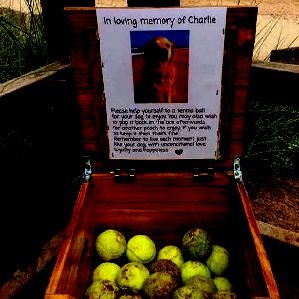 In loving memory of Charlie
Please help yourself to a tennis ball
for your dog to enjoy. You may also wish
to pop it back in the box afterwards
for another pooch to enjoy. If you wish
to keep it then that's fine.
Remember to live each moment just
like your dog with unconditional love
loyalty and happiness